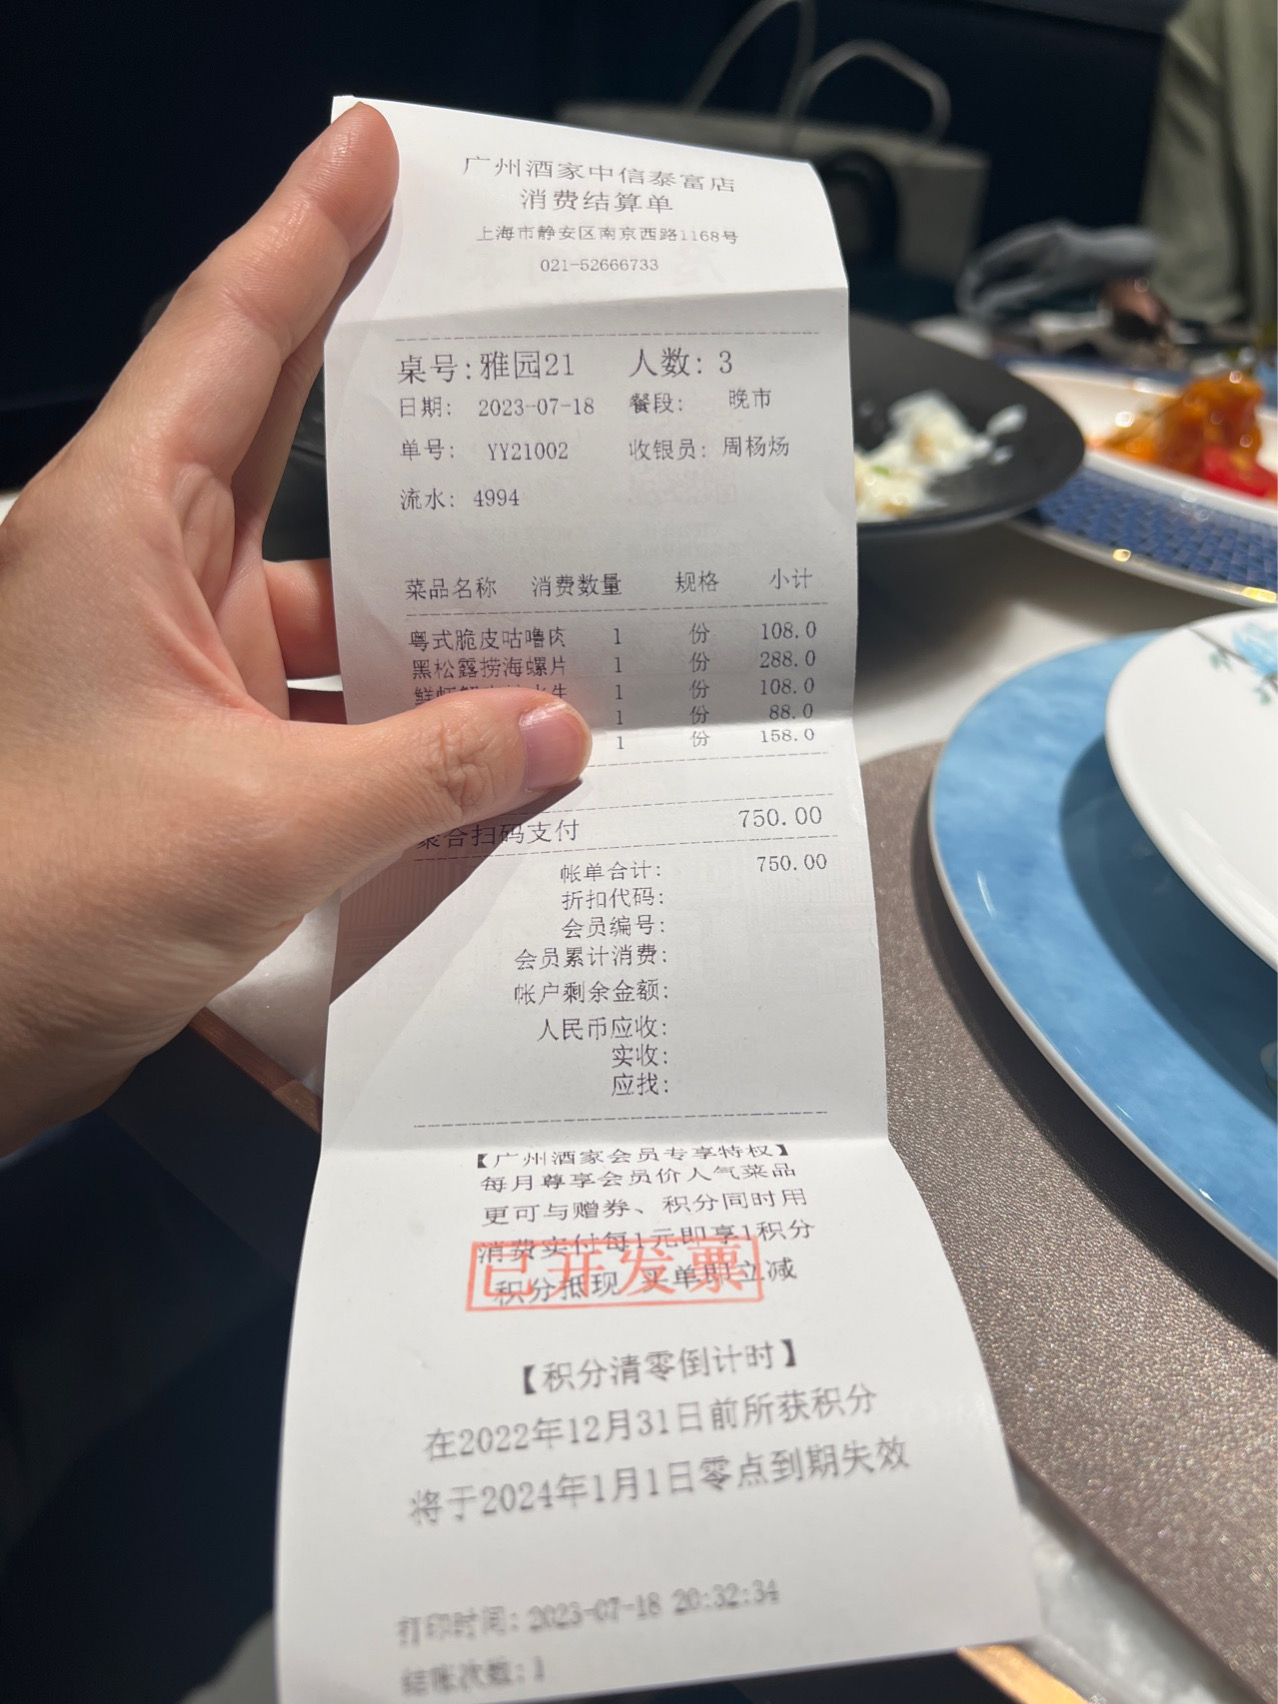 广州酒家中信泰富店
消费结算单
上海市静安区南京西路1168号
021-52666733
桌号:雅园21 人数: 3
日期: 2023-07-18 餐段: 晚市
单号: YY21002 收银员: 周杨炀
流水: 4994
菜品名称 消费数量 规格 小计
粤式脆皮咕噜肉 1 份 108.0
黑松露捞海螺片 1 份 288.0
1 份 108.0
1 份 88.0
1 份 158.0
聚合扫码支付 750.00
帐单合计: 750.00
折扣代码:
会员编号:
会员累计消费:
帐户剩余金额:
人民币应收:
实收:
应找:
【广州酒家会员专享特权】
每月尊享会员价人气菜品
更可与赠券、积分同时用
消费实付每1元即享1积分
积分抵现 买单即立减
已开发票
【积分清零倒计时】
在2022年12月31日前所获积分
将于2024年1月1日零点到期失效
打印时间: 2023-07-18 20:32:34
结账次数: 1